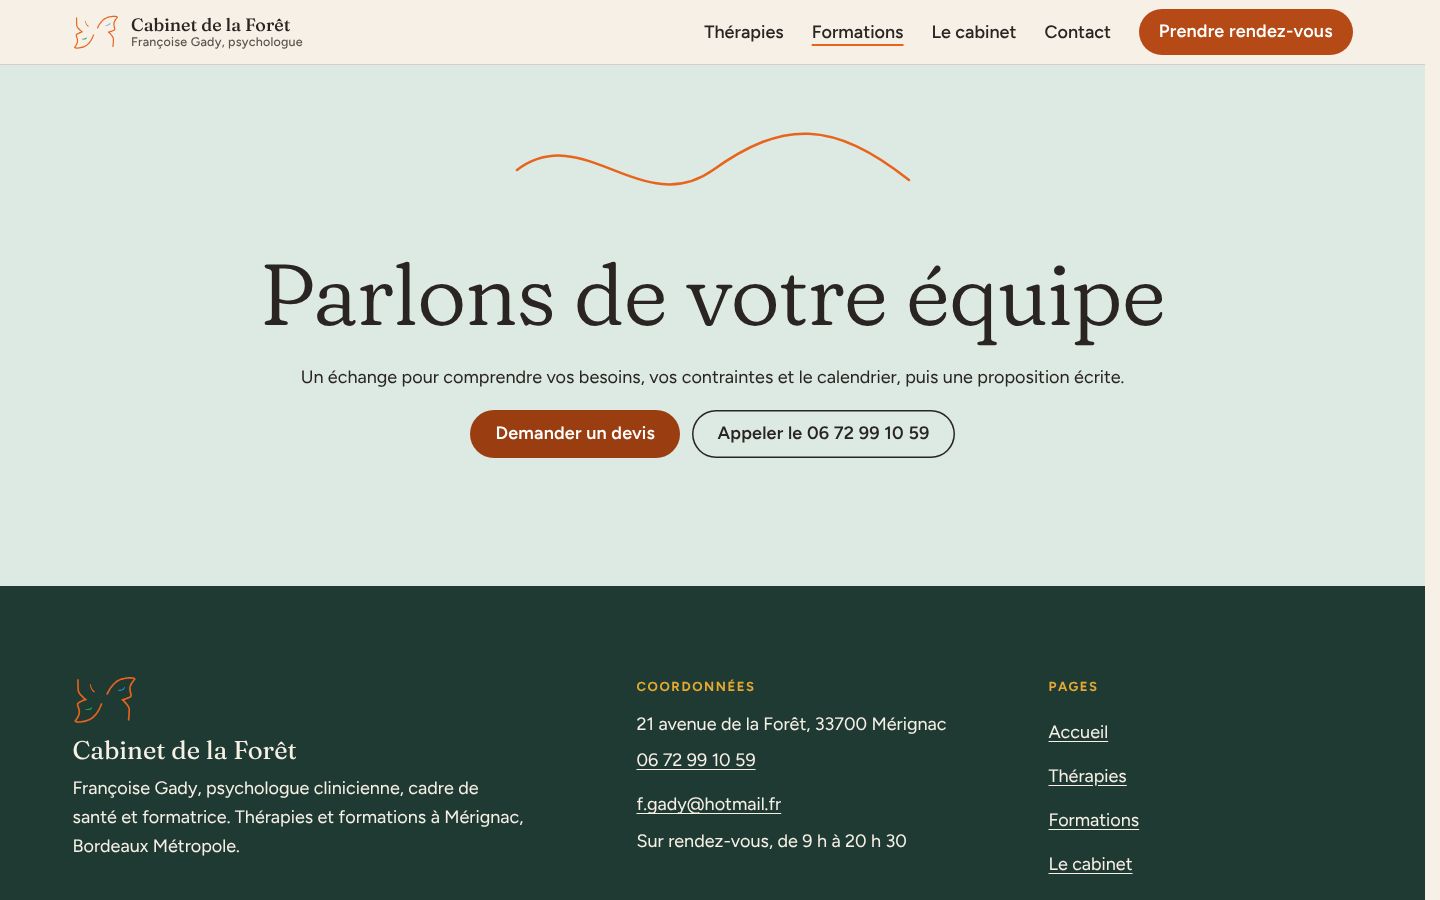 Cabinet de la Forêt
Françoise Gady, psychologue
Thérapies
Formations
Le cabinet
Contact
Prendre rendez-vous
Parlons de votre équipe
Un échange pour comprendre vos besoins, vos contraintes et le calendrier, puis une proposition écrite.
Demander un devis
Appeler le 06 72 99 10 59
Cabinet de la Forêt
Françoise Gady, psychologue clinicienne, cadre de
santé et formatrice. Thérapies et formations à Mérignac,
Bordeaux Métropole.
COORDONNÉES
21 avenue de la Forêt, 33700 Mérignac
06 72 99 10 59
f.gady@hotmail.fr
Sur rendez-vous, de 9 h à 20 h 30
PAGES
Accueil
Thérapies
Formations
Le cabinet